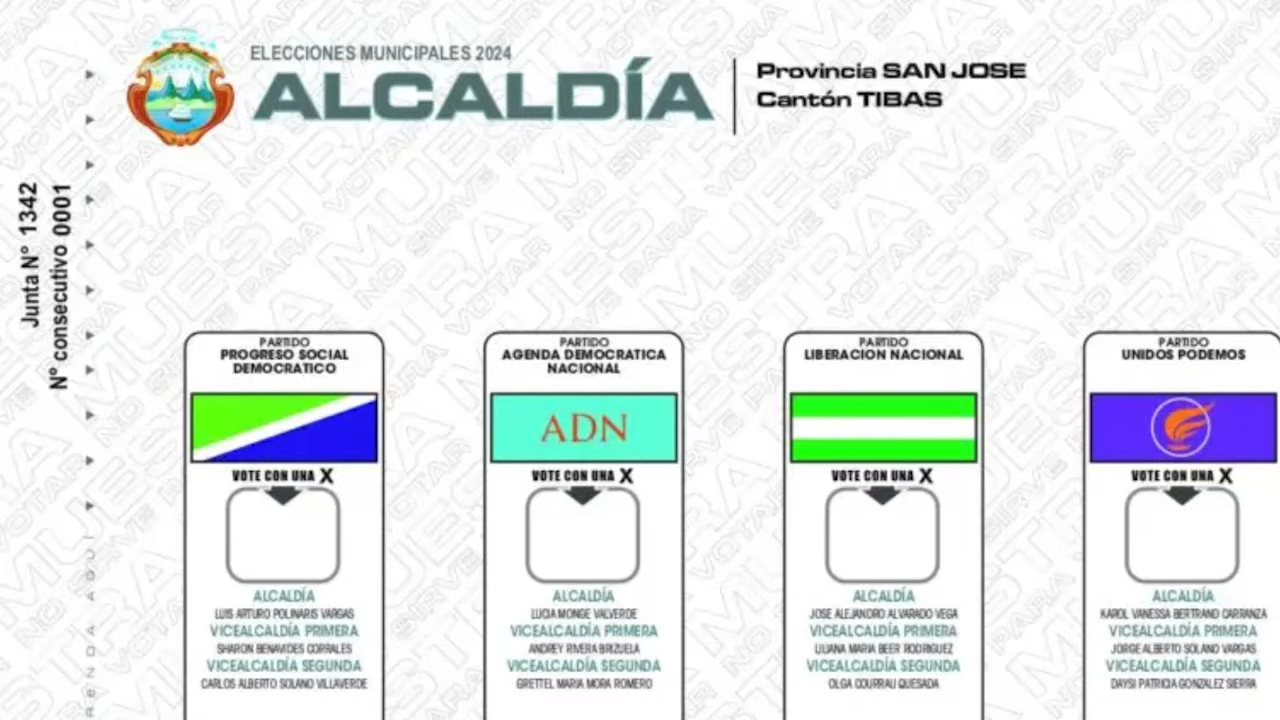 ELECCIONES MUNICIPALES 2024
ALCALDÍA
Provincia SAN JOSE
Cantón TIBAS
Junta N° 1342
N° consecutivo 0001
PARTIDO
PROGRESO SOCIAL
DEMOCRATICO
VOTE CON UNA X
ALCALDÍA
LUIS ARTURO POLINARIS VARGAS
VICEALCALDÍA PRIMERA
SHARON BENAVIDES CORRALES
VICEALCALDÍA SEGUNDA
CARLOS ALBERTO SOLANO VILLAVERDE
PARTIDO
AGENDA DEMOCRATICA
NACIONAL
ADN
VOTE CON UNA X
ALCALDÍA
LUCIA MONGE VALVERDE
VICEALCALDÍA PRIMERA
ANDREY RIVERA BRIZUELA
VICEALCALDÍA SEGUNDA
GRETTEL MARIA MORA ROMERO
PARTIDO
LIBERACION NACIONAL
VOTE CON UNA X
ALCALDÍA
JOSE ALEJANDRO ALVARADO VEGA
VICEALCALDÍA PRIMERA
LILIANA MARIA BEER RODRIGUEZ
VICEALCALDÍA SEGUNDA
OLGA COURRAU QUESADA
PARTIDO
UNIDOS PODEMOS
VOTE CON UNA X
ALCALDÍA
KAROL VANESSA BERTRAND CARRANZA
VICEALCALDÍA PRIMERA
JORGE ALBERTO SOLANO VARGAS
VICEALCALDÍA SEGUNDA
DAYSI PATRICIA GONZALEZ SIERRA
MUESTRA
NO SIRVE PARA
VOTAR